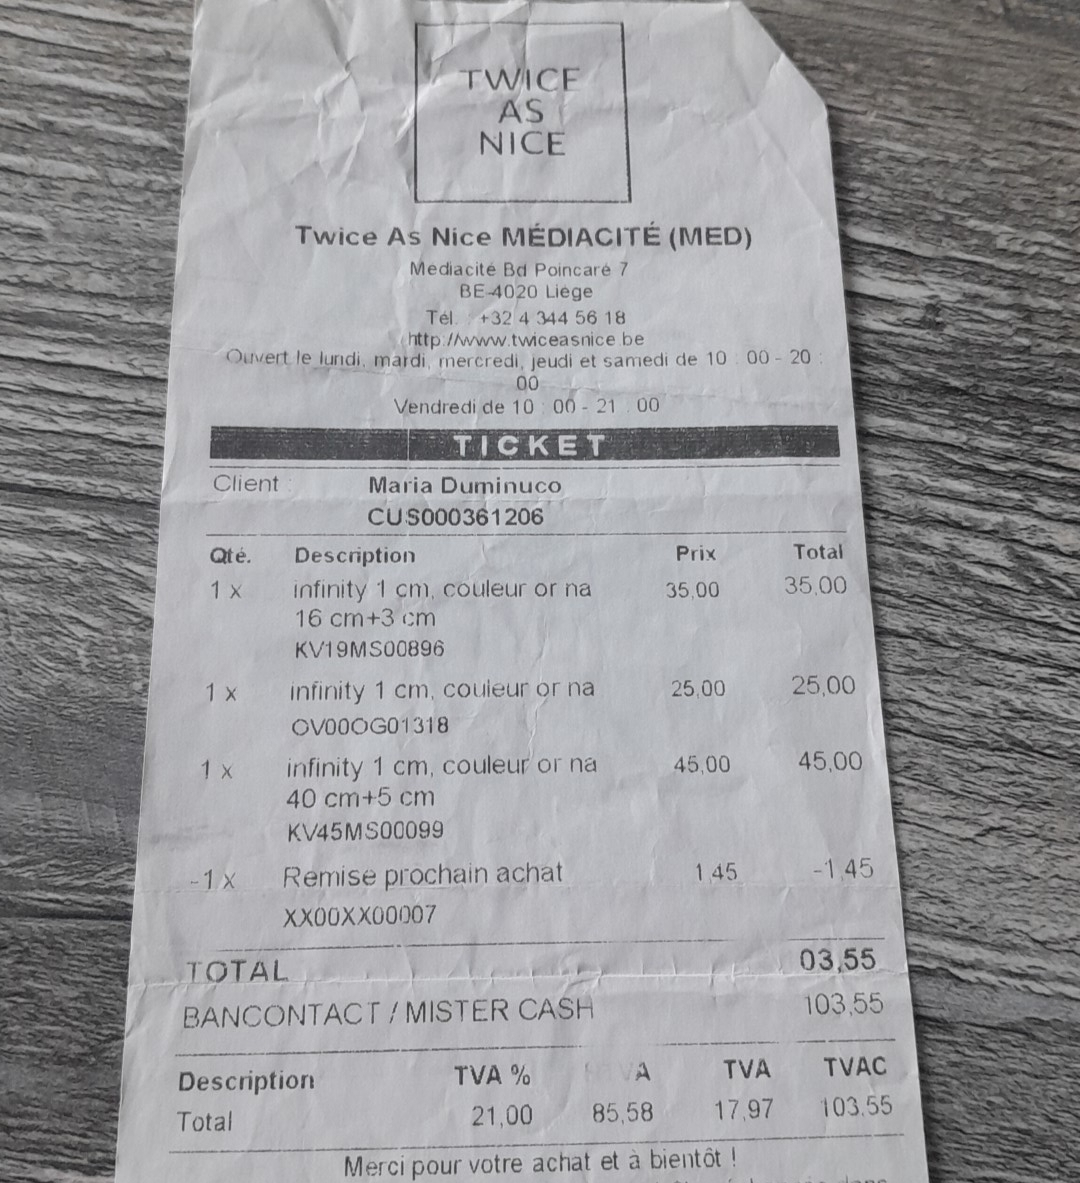 TWICE
AS
NICE
Twice As Nice MÉDIACITÉ (MED)
Mediacité Bd Poincaré 7
BE-4020 Liège
Tél. : +32 4 344 56 18
http://www.twiceasnice.be
Ouvert le lundi, mardi, mercredi, jeudi et samedi de 10 : 00 - 20 :
00
Vendredi de 10 : 00 - 21 : 00
TICKET
Client : Maria Duminuco
CUS000361206
Qté. Description Prix Total
1 x infinity 1 cm, couleur or na 35,00 35,00
16 cm+3 cm
KV19MS00896
1 x infinity 1 cm, couleur or na 25,00 25,00
OV00OG01318
1 x infinity 1 cm, couleur or na 45,00 45,00
40 cm+5 cm
KV45MS00099
-1 x Remise prochain achat 1,45 -1,45
XX00XX00007
TOTAL 03,55
BANCONTACT / MISTER CASH 103,55
Description TVA % TVA TVAC
Total 21,00 85,58 17,97 103,55
Merci pour votre achat et à bientôt !